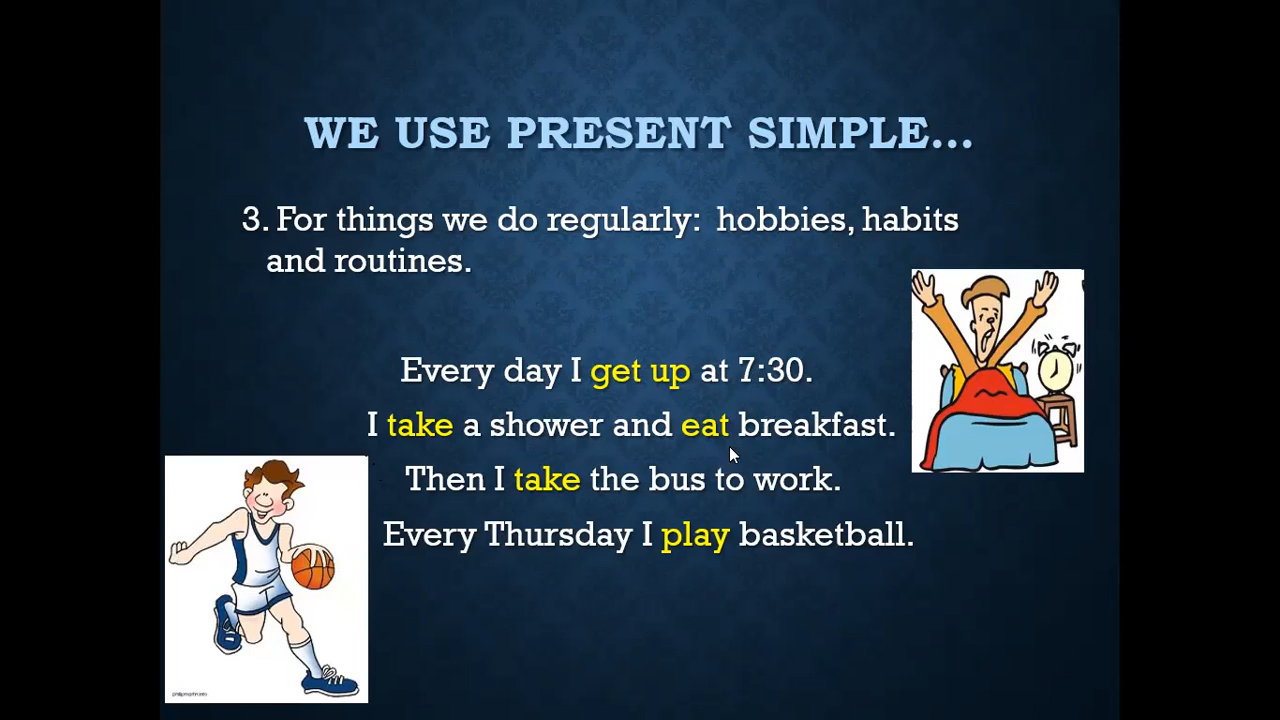 WE USE PRESENT SIMPLE...
3. For things we do regularly:  hobbies, habits
and routines.
Every day I get up at 7:30.
I take a shower and eat breakfast.
Then I take the bus to work.
Every Thursday I play basketball.